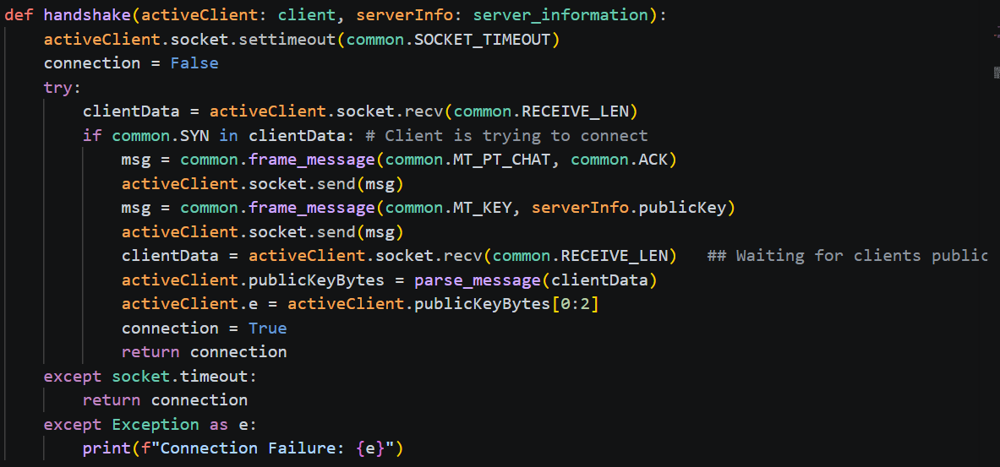 def handshake(activeClient: client, serverInfo: server_information):
    activeClient.socket.settimeout(common.SOCKET_TIMEOUT)
    connection = False
    try:
        clientData = activeClient.socket.recv(common.RECEIVE_LEN)
        if common.SYN in clientData: # Client is trying to connect
            msg = common.frame_message(common.MT_PT_CHAT, common.ACK)
            activeClient.socket.send(msg)
            msg = common.frame_message(common.MT_KEY, serverInfo.publicKey)
            activeClient.socket.send(msg)
            clientData = activeClient.socket.recv(common.RECEIVE_LEN)   ## Waiting for clients public
            activeClient.publicKeyBytes = parse_message(clientData)
            activeClient.e = activeClient.publicKeyBytes[0:2]
            connection = True
            return connection
    except socket.timeout:
        return connection
    except Exception as e:
        print(f"Connection Failure: {e}")